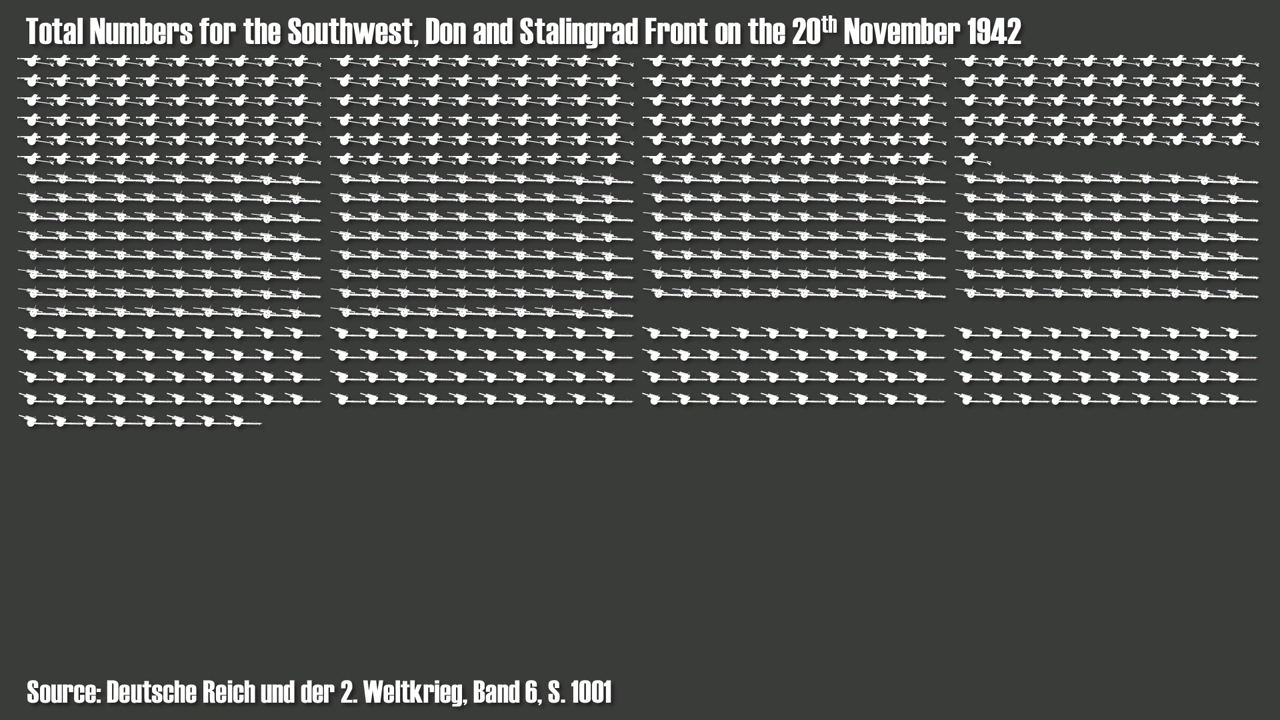 Total Numbers for the Southwest, Don and Stalingrad Front on the 20th November 1942
Source: Deutsche Reich und der 2. Weltkrieg, Band 6, S. 1001